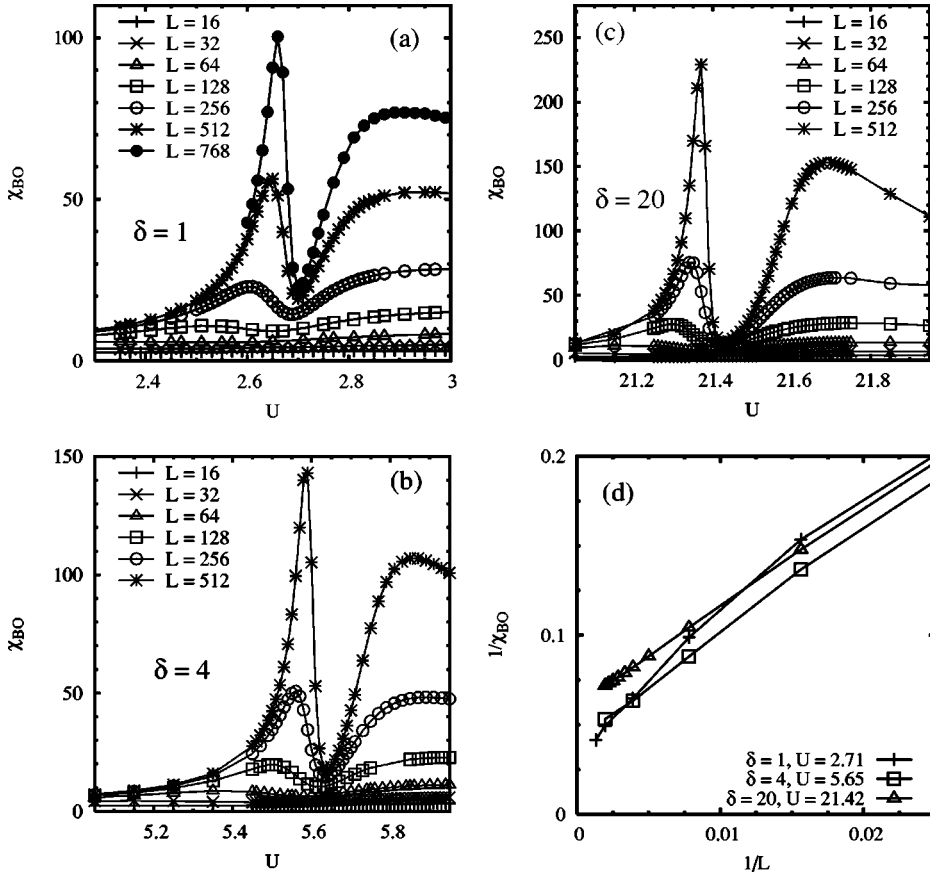 (a)
L = 16
L = 32
L = 64
L = 128
L = 256
L = 512
L = 768
δ = 1
χBO
0
50
100
2.4
2.6
2.8
3
U
(c)
L = 16
L = 32
L = 64
L = 128
L = 256
L = 512
δ = 20
χBO
0
50
100
150
200
250
21.2
21.4
21.6
21.8
U
(b)
L = 16
L = 32
L = 64
L = 128
L = 256
L = 512
δ = 4
χBO
0
50
100
150
5.2
5.4
5.6
5.8
U
(d)
1/χBO
0
0.1
0.2
δ = 1, U = 2.71
δ = 4, U = 5.65
δ = 20, U = 21.42
0
0.01
0.02
1/L